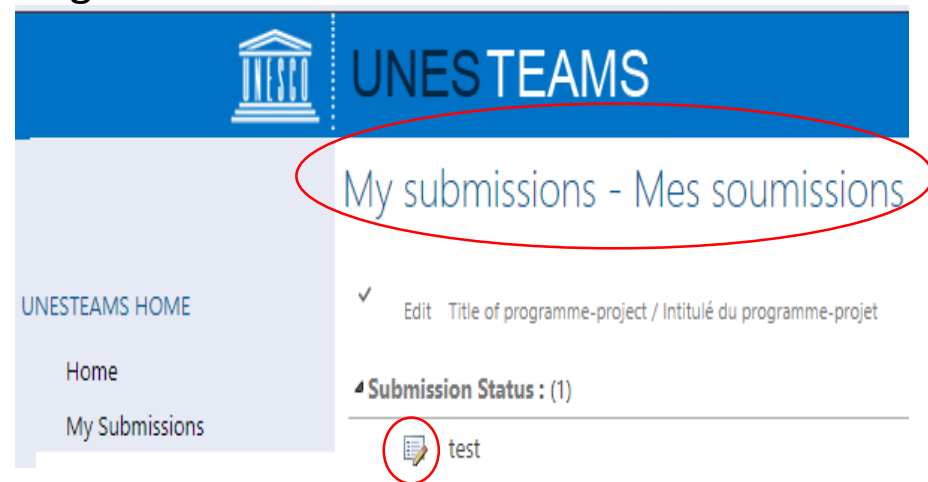 UNESCO
UNESTEAMS
My submissions - Mes soumissions
UNESTEAMS HOME
Edit Title of programme-project / Intitulé du programme-projet
Home
Submission Status : (1)
My Submissions
test